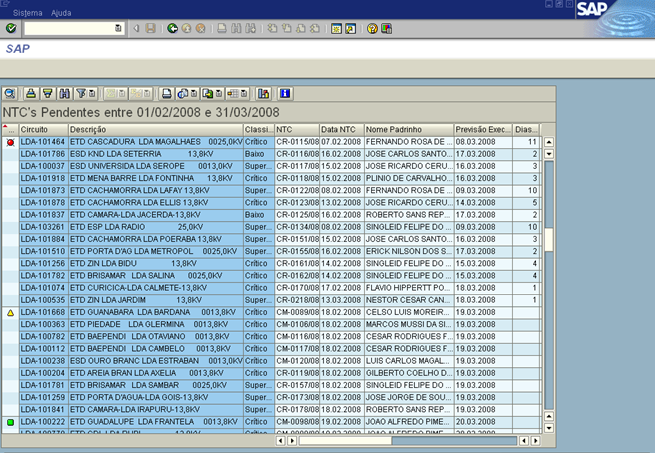 Sistema Ajuda
SAP
SAP
NTC's Pendentes entre 01/02/2008 e 31/03/2008
... Circuito Descrição Classi... NTC Data NTC Nome Padrinho Previsão Exec... Dias...
LDA-101464 ETD CASCADURA LDA MAGALHAES 0025,0KV Crítico CR-0115/08 07.02.2008 FERNANDO ROSA DE ... 08.03.2008 11
LDA-101786 ESD KND LDA SETERRIA 13,8KV Baixo CR-0116/08 16.02.2008 JOSE CARLOS SANTO... 17.03.2008 2
LDA-100037 ESD UNIVERSIDA LDA SEROPE 0013,0KV Super... CR-0117/08 15.02.2008 JOSE RICARDO CERU... 16.03.2008 3
LDA-101918 ETD MENA BARRE LDA FONTINHA 13,8KV Crítico CR-0118/08 15.02.2008 PLINIO DE CARVALHO... 16.03.2008 3
LDA-101873 ETD CACHAMORRA LDA LAFAY 13,8KV Super... CR-0122/08 08.02.2008 FERNANDO ROSA DE ... 09.03.2008 10
LDA-101878 ETD CACHAMORRA LDA ELLIS 13,8KV Crítico CR-0123/08 13.02.2008 JOSE RICARDO CERU... 14.03.2008 5
LDA-101837 ETD CAMARA-LDA JACERDA-13,8KV Baixo CR-0125/08 16.02.2008 ROBERTO SANS REP... 17.03.2008 2
LDA-103261 ETD ESP LDA RADIO 25,0KV Super... CR-0134/08 08.02.2008 SINGLEID FELIPE DO ... 09.03.2008 10
LDA-101884 ETD CACHAMORRA LDA POERABA 13,8KV Crítico CR-0151/08 15.02.2008 JOSE CARLOS SANTO... 16.03.2008 3
LDA-101510 ETD PORTA D'AG LDA METROPOL 0025,0KV Super... CR-0155/08 16.02.2008 ERICK NILSON DOS S... 17.03.2008 2
LDA-101256 ETD ZIN LDA BIDU 13,8KV Crítico CR-0161/08 14.02.2008 SINGLEID FELIPE DO ... 15.03.2008 4
LDA-101782 ETD BRISAMAR LDA SALINA 0025,0KV Crítico CR-0162/08 14.02.2008 SINGLEID FELIPE DO ... 15.03.2008 4
LDA-101074 ETD CURICICA-LDA CALMETE-13,8KV Crítico CR-0170/08 17.02.2008 FLAVIO HIPPERTT PO... 18.03.2008 1
LDA-100535 ETD ZIN LDA JARDIM 13,8KV Super... CR-0218/08 13.03.2008 NESTOR CESAR CAN... 18.03.2008 1
LDA-101668 ETD GUANABARA LDA BARDANA 0013,8KV Crítico CM-0089/08 18.02.2008 CELSO LUIS MOREIR... 19.03.2008
LDA-100363 ETD PIEDADE LDA GLERMINA 0013,8KV Crítico CM-0106/08 18.02.2008 MARCOS MUSSI DA SI... 19.03.2008
LDA-100782 ETD BAEPENDI LDA OTAVIANO 0013,8KV Crítico CM-0116/08 18.02.2008 CESAR RODRIGUES F... 19.03.2008
LDA-100112 ETD BAEPENDI LDA CAMBELO 0013,8KV Crítico CM-0117/08 18.02.2008 CESAR RODRIGUES F... 19.03.2008
LDA-100238 ESD OURO BRANC LDA ESTRABAN 0013,0KV Crítico CM-0120/08 18.02.2008 LUIS CARLOS MAGAL... 19.03.2008
LDA-100204 ETD AREIA BRAN LDA AXELIA 0013,8KV Crítico CR-0119/08 18.02.2008 GILBERTO COELHO D... 19.03.2008
LDA-101781 ETD BRISAMAR LDA SAMBAR 0025,0KV Super... CR-0157/08 18.02.2008 SINGLEID FELIPE DO ... 19.03.2008
LDA-101259 ETD PORTA D'AGUA-LDA GOIS-13,8KV Super... CR-0173/08 18.02.2008 JOSE JORGE DE SOU... 19.03.2008
LDA-101841 ETD CAMARA-LDA IRAPURU-13,8KV Super... CR-0178/08 18.02.2008 ROBERTO SANS REP... 19.03.2008
LDA-100222 ETD GUADALUPE LDA FRANTELA 0013,8KV Crítico CM-0098/08 19.02.2008 JOAO ALFREDO PIME... 20.03.2008